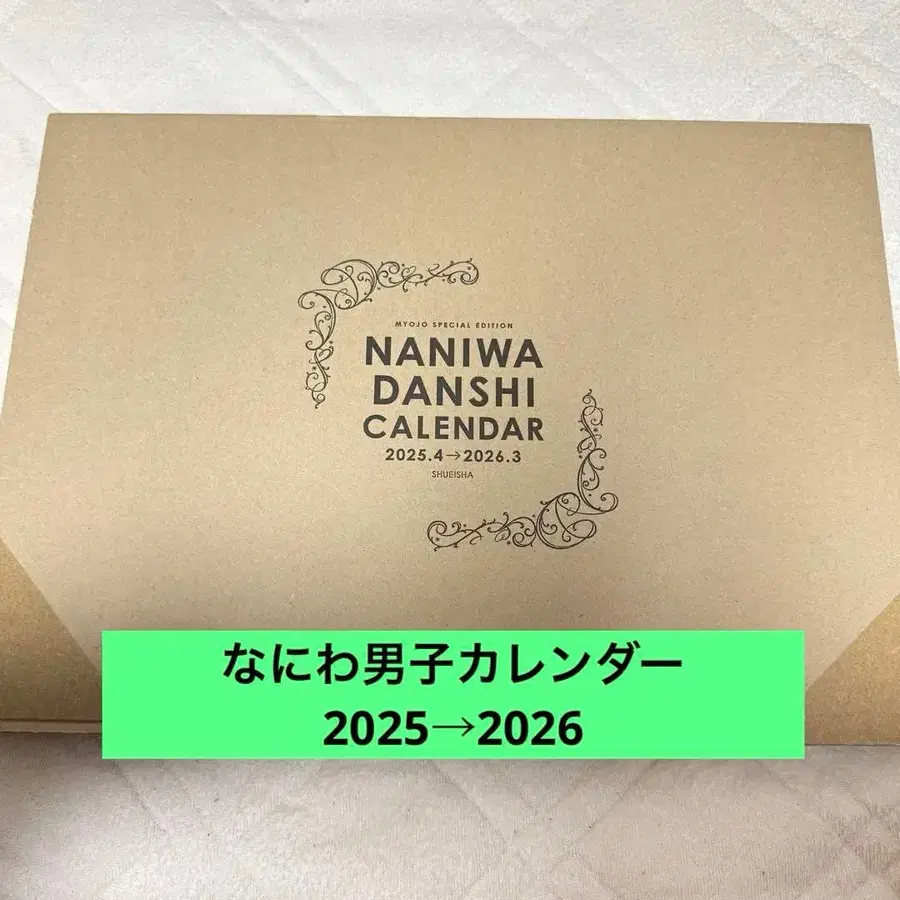 MYOJO SPECIAL EDITION
NANIWA
DANSHI
CALENDAR
2025.4→2026.3
SHUEISHA
なにわ男子カレンダー
2025→2026